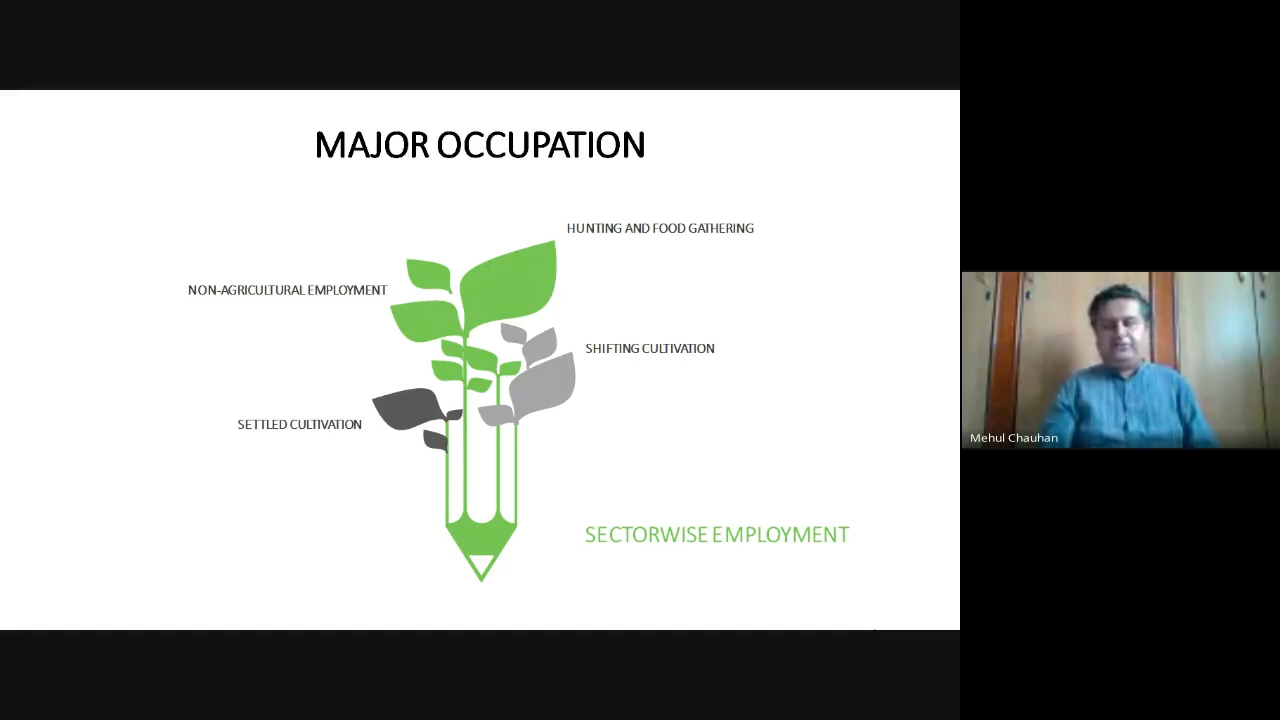 MAJOR OCCUPATION
HUNTING AND FOOD GATHERING
NON-AGRICULTURAL EMPLOYMENT
SHIFTING CULTIVATION
SETTLED CULTIVATION
SECTORWISE EMPLOYMENT
Mehul Chauhan